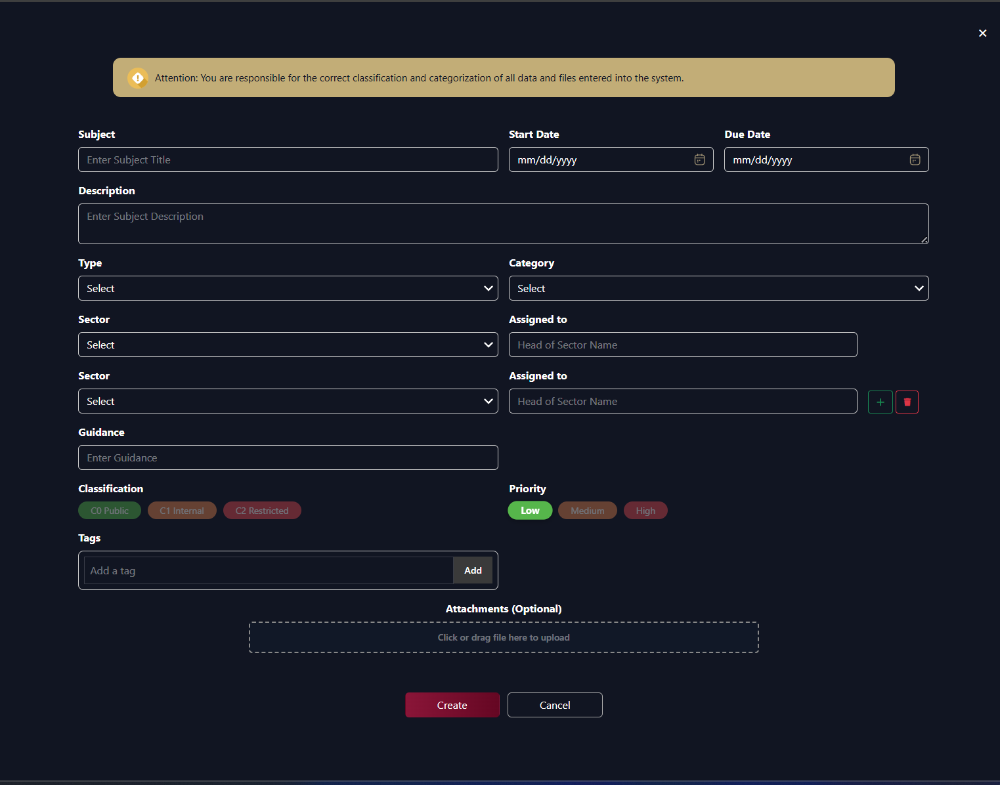 Attention: You are responsible for the correct classification and categorization of all data and files entered into the system.
Subject
Start Date
Due Date
Enter Subject Title
mm/dd/yyyy
mm/dd/yyyy
Description
Enter Subject Description
Type
Category
Select
Select
Sector
Assigned to
Select
Head of Sector Name
Sector
Assigned to
Select
Head of Sector Name
Guidance
Enter Guidance
Classification
Priority
C0 Public
C1 Internal
C2 Restricted
Low
Medium
High
Tags
Add a tag
Add
Attachments (Optional)
Click or drag file here to upload
Create
Cancel